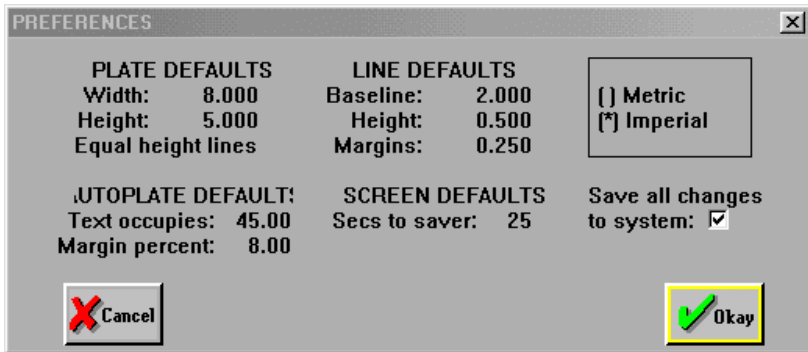 PREFERENCES
PLATE DEFAULTS
Width: 8.000
Height: 5.000
Equal height lines
LINE DEFAULTS
Baseline: 2.000
Height: 0.500
Margins: 0.250
() Metric
(*) Imperial
UTOPLATE DEFAULT
Text occupies: 45.00
Margin percent: 8.00
SCREEN DEFAULTS
Secs to saver: 25
Save all changes
to system:
Cancel
Okay